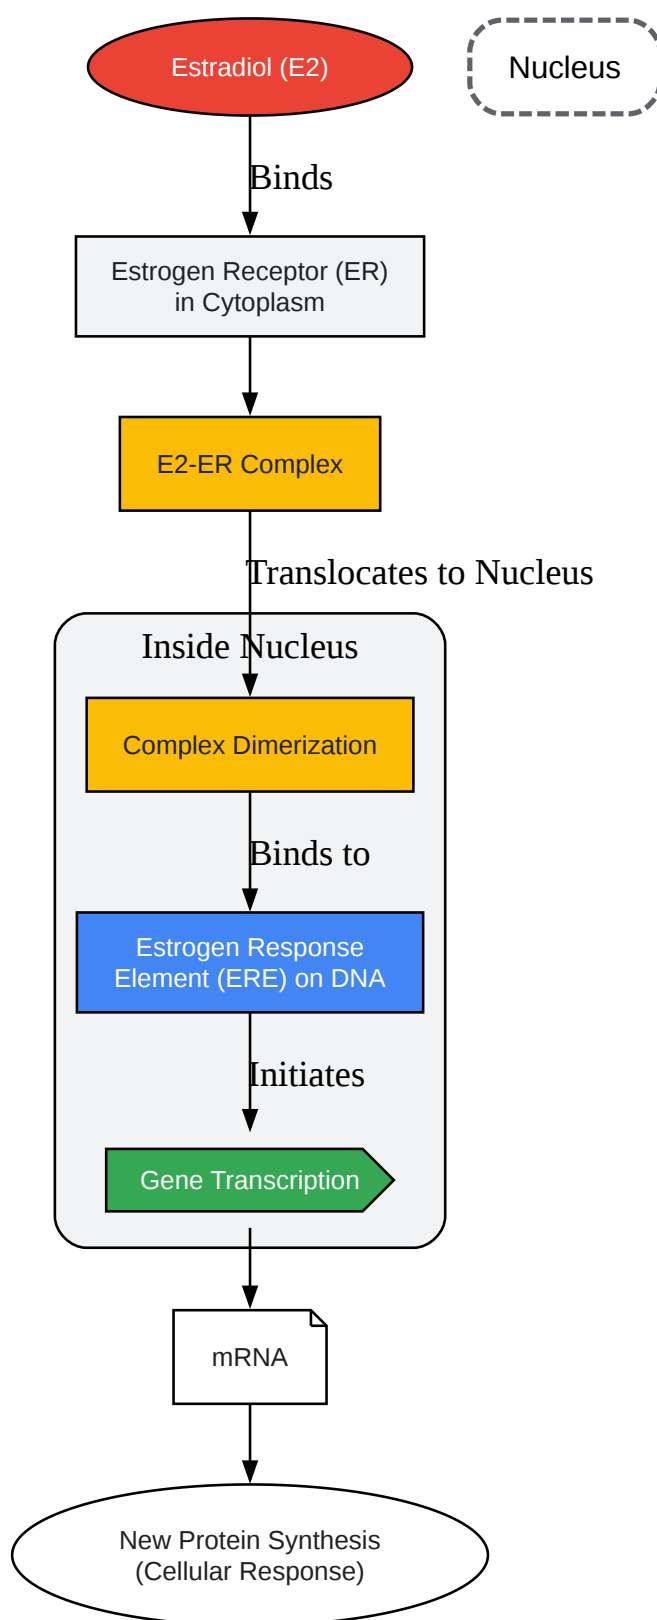 Estradiol (E2)
Nucleus
Binds
Estrogen Receptor (ER)
in Cytoplasm
E2-ER Complex
Translocates to Nucleus
Inside Nucleus
Complex Dimerization
Binds to
Estrogen Response
Element (ERE) on DNA
Initiates
Gene Transcription
mRNA
New Protein Synthesis
(Cellular Response)